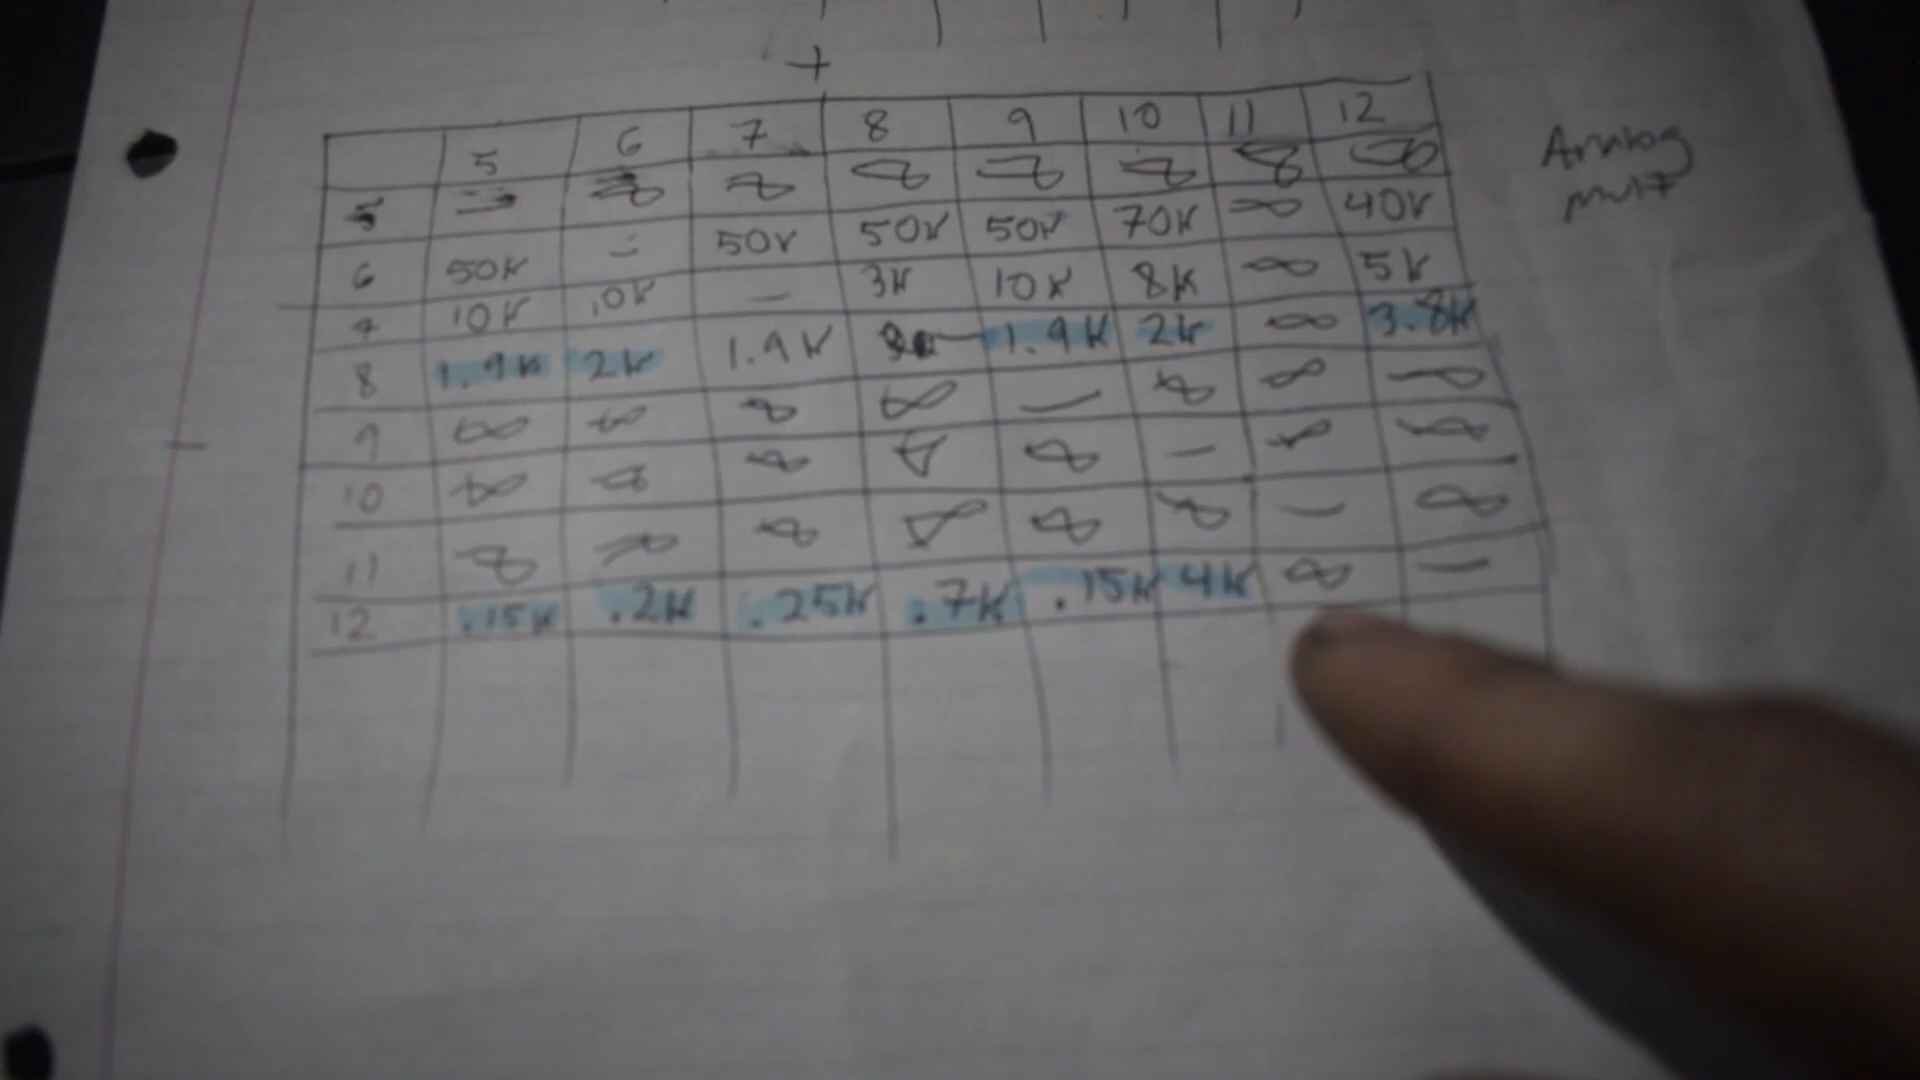 +
5 6 7 8 9 10 11 12
5 – ∞ ∞ ∞ ∞ ∞ ∞ ∞
6 50K – 50K 50K 50K 70K ∞ 40K
7 10K 10K – 3K 10K 8K ∞ 5K
8 1.9K 2K 1.9K – 1.9K 2K ∞ 3.8K
9 ∞ ∞ ∞ ∞ – ∞ ∞ ∞
10 ∞ ∞ ∞ ∞ ∞ – ∞ ∞
11 ∞ ∞ ∞ ∞ ∞ ∞ – ∞
12 .15K .2K .25K .7K .15K 4K ∞ –
–
Analog
mult